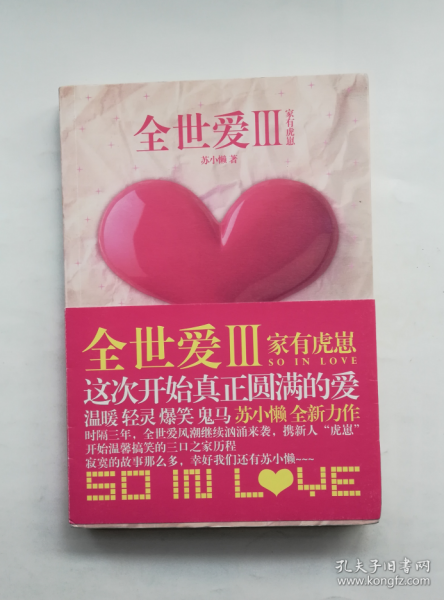 全世爱III
家有虎崽
苏小懒 著
全世爱III 家有虎崽
SO IN LOVE
这次开始真正圆满的爱
温暖 轻灵 爆笑 鬼马 苏小懒 全新力作
时隔三年，全世爱风潮继续汹涌来袭，携新人“虎崽”
开始温馨搞笑的三口之家历程
寂寞的故事那么多，幸好我们还有苏小懒~~~
SO IN L♥VE
孔夫子旧书网
www.kongfz.com